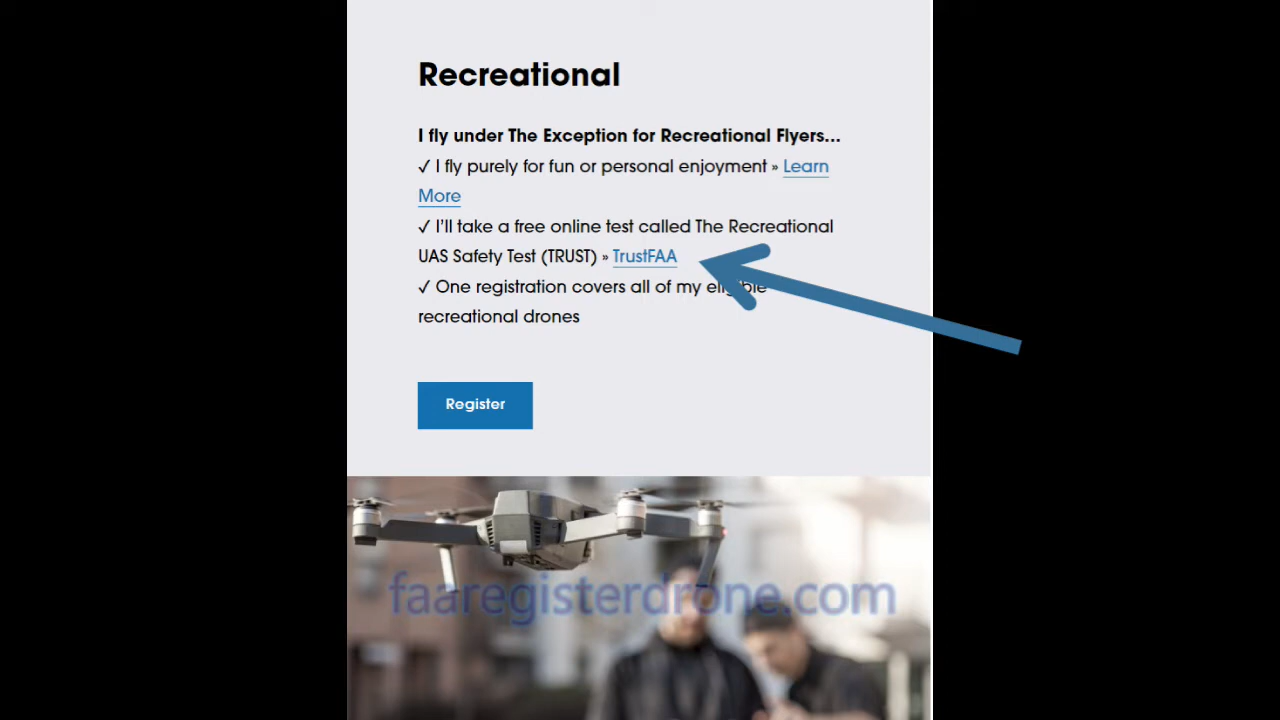 Recreational
I fly under The Exception for Recreational Flyers...
✓ I fly purely for fun or personal enjoyment » Learn
More
✓ I'll take a free online test called The Recreational
UAS Safety Test (TRUST) » TrustFAA
✓ One registration covers all of my eligible
recreational drones
Register
faaregisterdrone.com